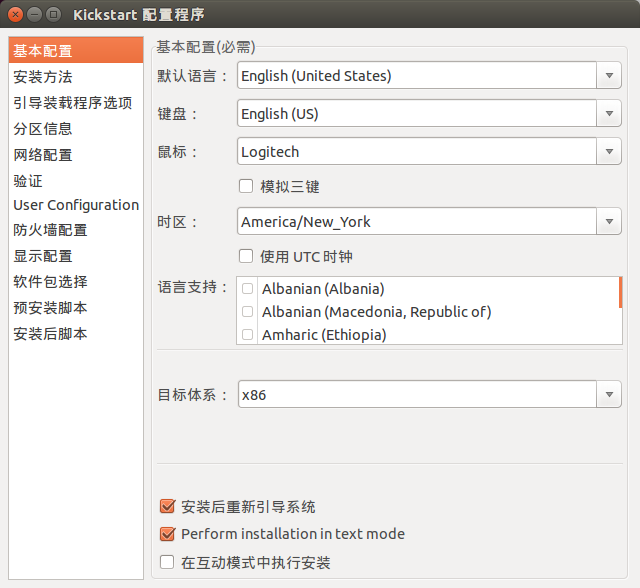 Kickstart 配置程序
基本配置
安装方法
引导装载程序选项
分区信息
网络配置
验证
User Configuration
防火墙配置
显示配置
软件包选择
预安装脚本
安装后脚本
基本配置(必需)
默认语言： English (United States)
键盘： English (US)
鼠标： Logitech
模拟三键
时区： America/New_York
使用 UTC 时钟
语言支持： Albanian (Albania)
Albanian (Macedonia, Republic of)
Amharic (Ethiopia)
目标体系： x86
安装后重新引导系统
Perform installation in text mode
在互动模式中执行安装